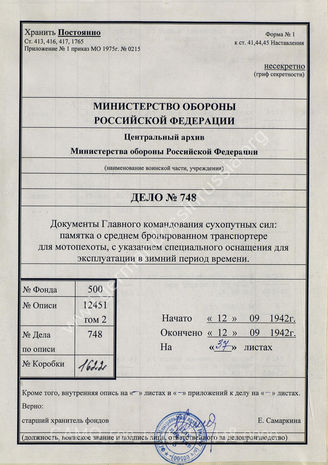 Хранить Постоянно
Форма № 1
Ст. 413, 416, 417, 1765
к ст. 41,44,45 Наставления
Приложение № 1 приказ МО 1975г. № 0215
несекретно
(гриф секретности)
МИНИСТЕРСТВО ОБОРОНЫ
РОССИЙСКОЙ ФЕДЕРАЦИИ
Центральный архив
Министерства обороны Российской Федерации
(наименование воинской части, учреждения)
ДЕЛО № 748
Документы Главного командования сухопутных сил:
памятка о среднем бронированном транспортере
для мотопехоты, с указанием специального оснащения для
эксплуатации в зимний период времени.
№ Фонда 500
№ Описи 12451
том 2
№ Дела 748
по описи
№ Коробки 1622г
Начато « 12 » 09 1942г.
Окончено « 12 » 09 1942г.
На «37» листах
Кроме того, внутренняя опись на «–» листах и «–» приложений к делу на «–» листах.
Верно:
старший хранитель фондов Е. Самаркина
(должность, воинское звание и подпись лица, ответственного за делопроизводство)